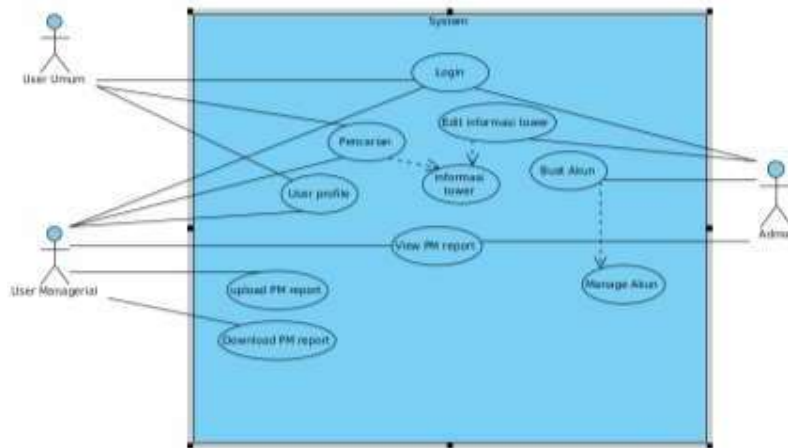 System
User Umum
Login
Edit informasi tower
Pencarian
Buat Akun
informasi
tower
User profile
Admin
View PM report
User Managerial
upload PM report
Manage Akun
Download PM report